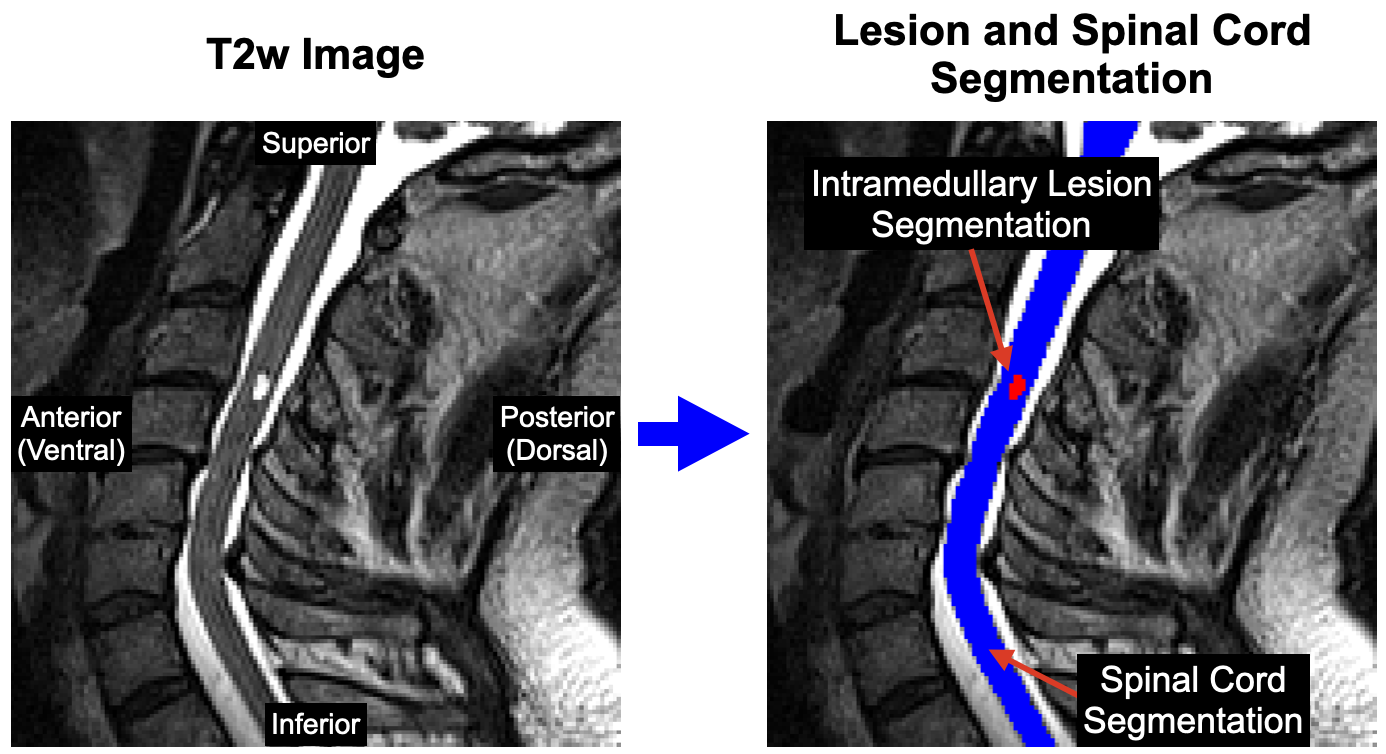 T2w Image
Lesion and Spinal Cord
Segmentation
Superior
Anterior
(Ventral)
Posterior
(Dorsal)
Inferior
Intramedullary Lesion
Segmentation
Spinal Cord
Segmentation